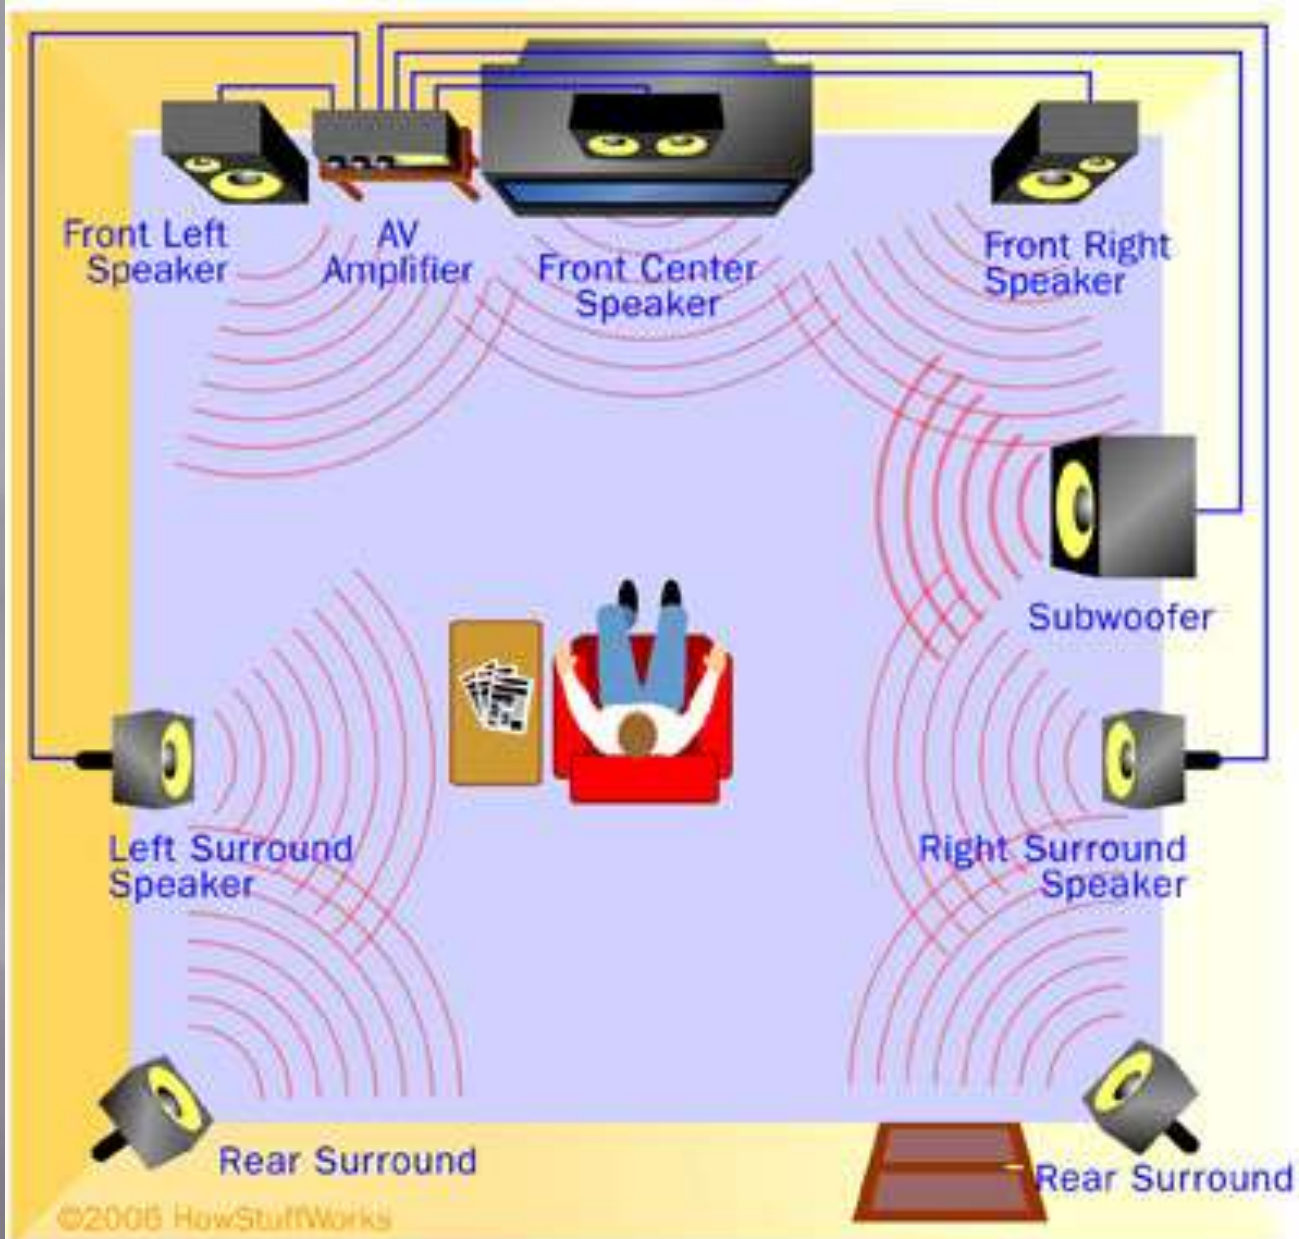 Front Left
Speaker
AV
Amplifier
Front Center
Speaker
Front Right
Speaker
Subwoofer
Left Surround
Speaker
Right Surround
Speaker
Rear Surround
Rear Surround
©2006 HowStuffWorks